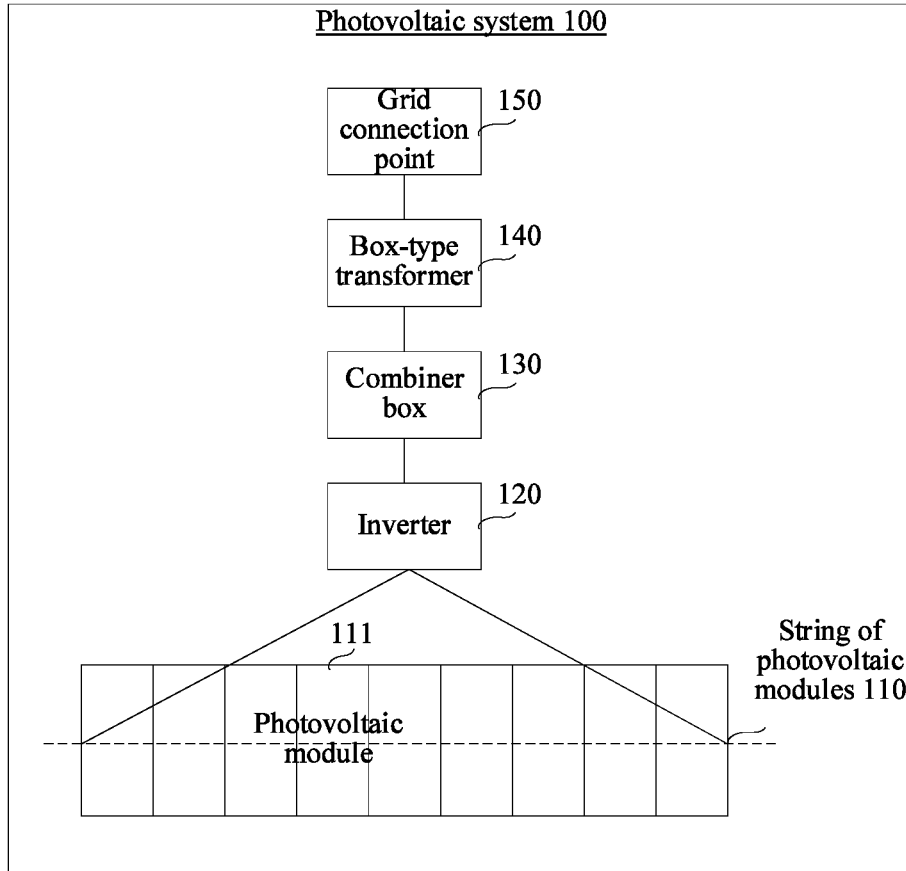 Photovoltaic system 100
Grid
connection
point
150
Box-type
transformer
140
Combiner
box
130
Inverter
120
111
String of
photovoltaic
modules 110
Photovoltaic
module